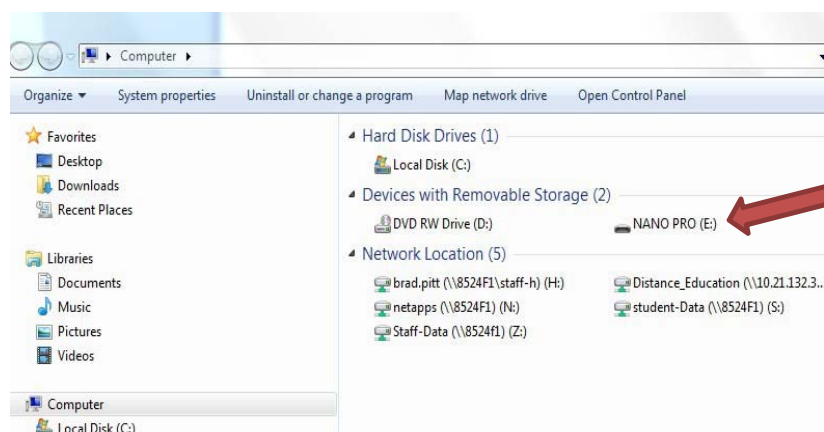 Computer
Organize System properties Uninstall or change a program Map network drive Open Control Panel
Favorites
Desktop
Downloads
Recent Places
Libraries
Documents
Music
Pictures
Videos
Computer
Local Disk (C:)
Hard Disk Drives (1)
Local Disk (C:)
Devices with Removable Storage (2)
DVD RW Drive (D:) NANO PRO (E:)
Network Location (5)
brad.pitt (\\8524F1\staff-h) (H:) Distance_Education (\\10.21.132.3...
netapps (\\8524F1) (N:) student-Data (\\8524F1) (S:)
Staff-Data (\\8524f1) (Z:)